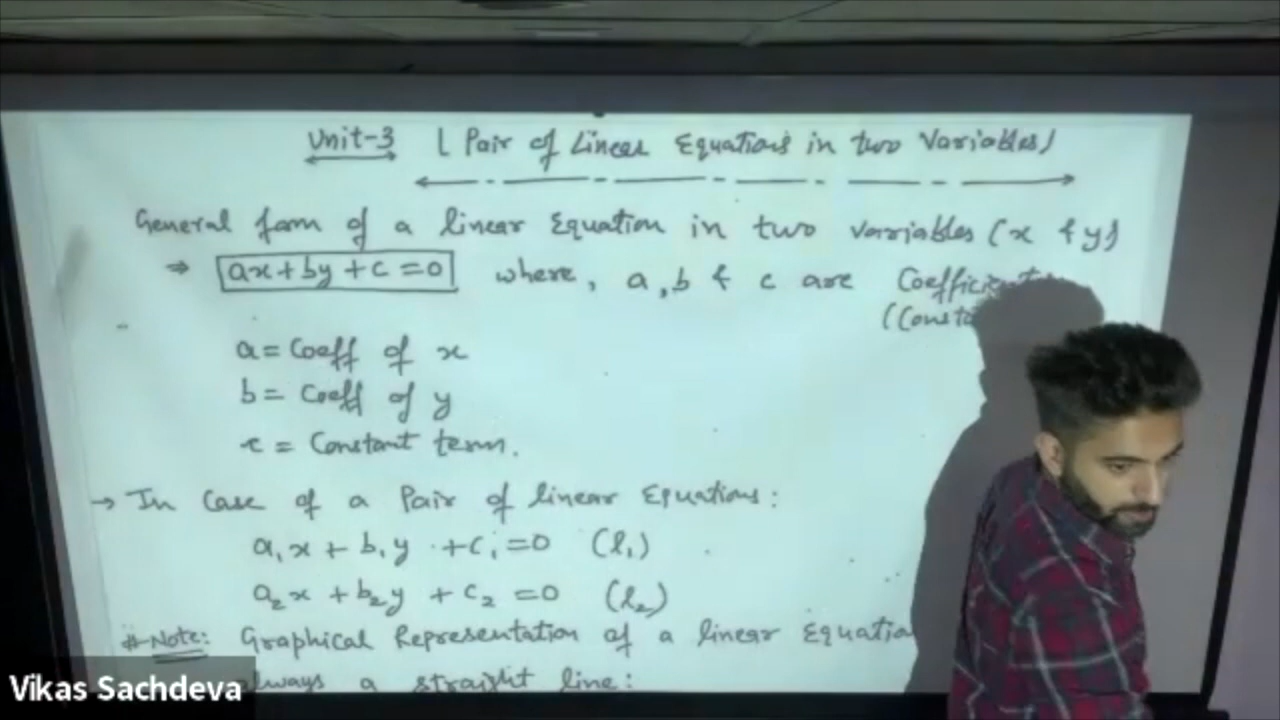 Unit-3 [ Pair of Linear Equations in two Variables)
General form of a linear Equation in two variables (x & y)
⇒ ax+by+c=0 where, a, b & c are
a = Coeff of x
b = Coeff of y
c = Constant term.
→ In Case of a Pair of linear Equations:
a₁x + b₁y + c₁ = 0 (l₁)
a₂x + b₂y + c₂ = 0 (l₂)
# Note: Graphical Representation of a linear
a straight line:
Vikas Sachdeva